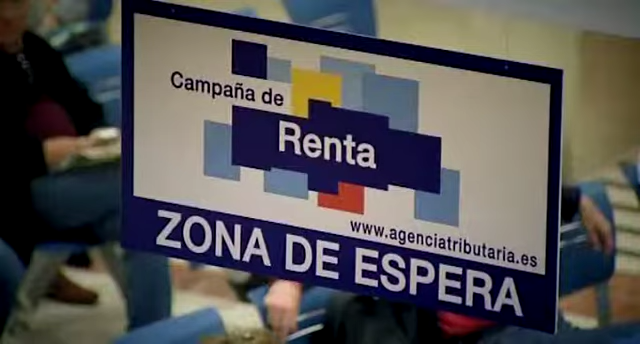 Campaña de
Renta
www.agenciatributaria.es
ZONA DE ESPERA